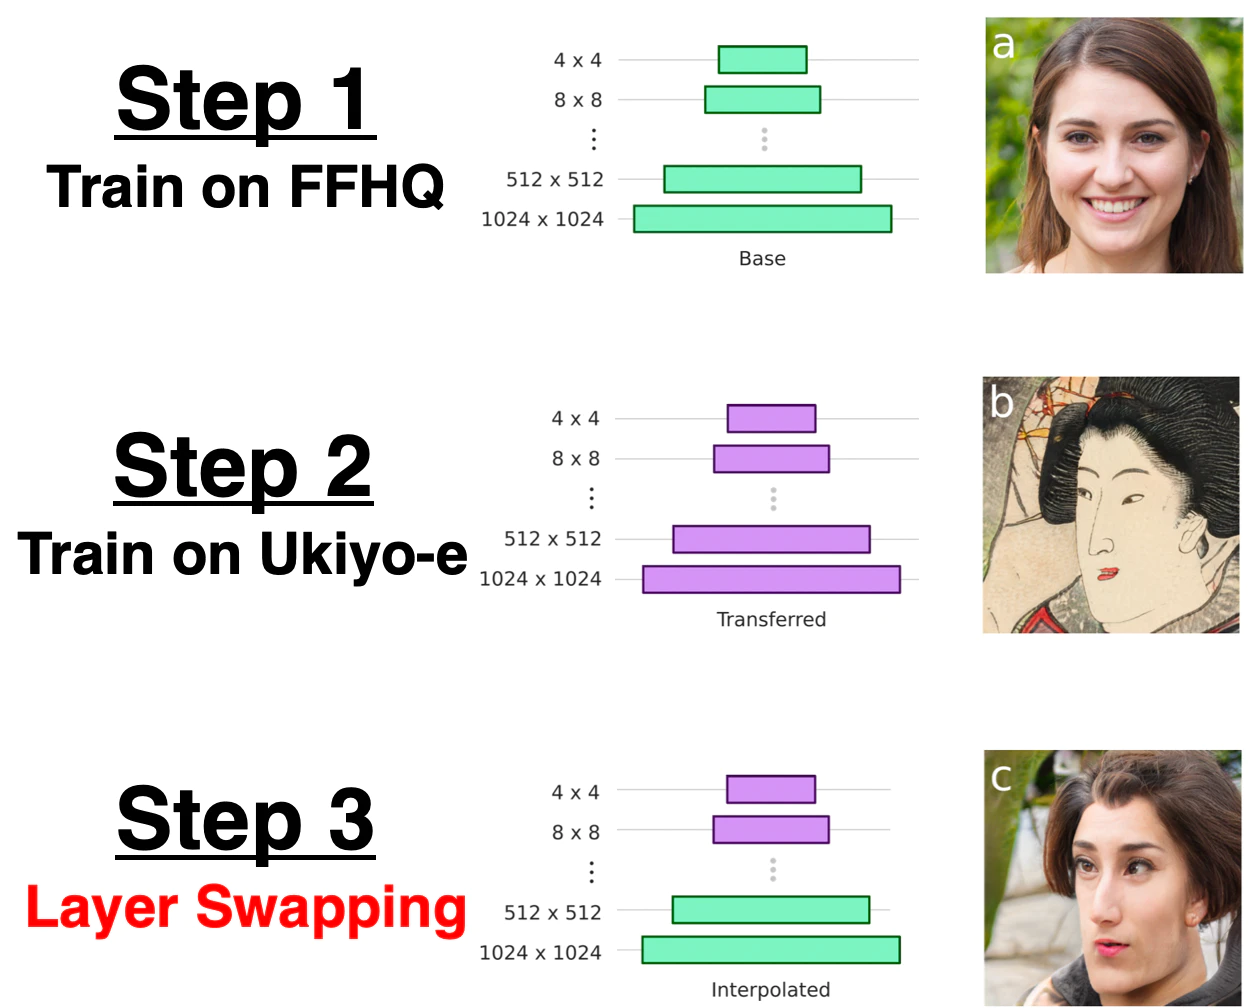 Step 1
Train on FFHQ
4 x 4
8 x 8
512 x 512
1024 x 1024
Base
a
Step 2
Train on Ukiyo-e
4 x 4
8 x 8
512 x 512
1024 x 1024
Transferred
b
Step 3
Layer Swapping
4 x 4
8 x 8
512 x 512
1024 x 1024
Interpolated
c